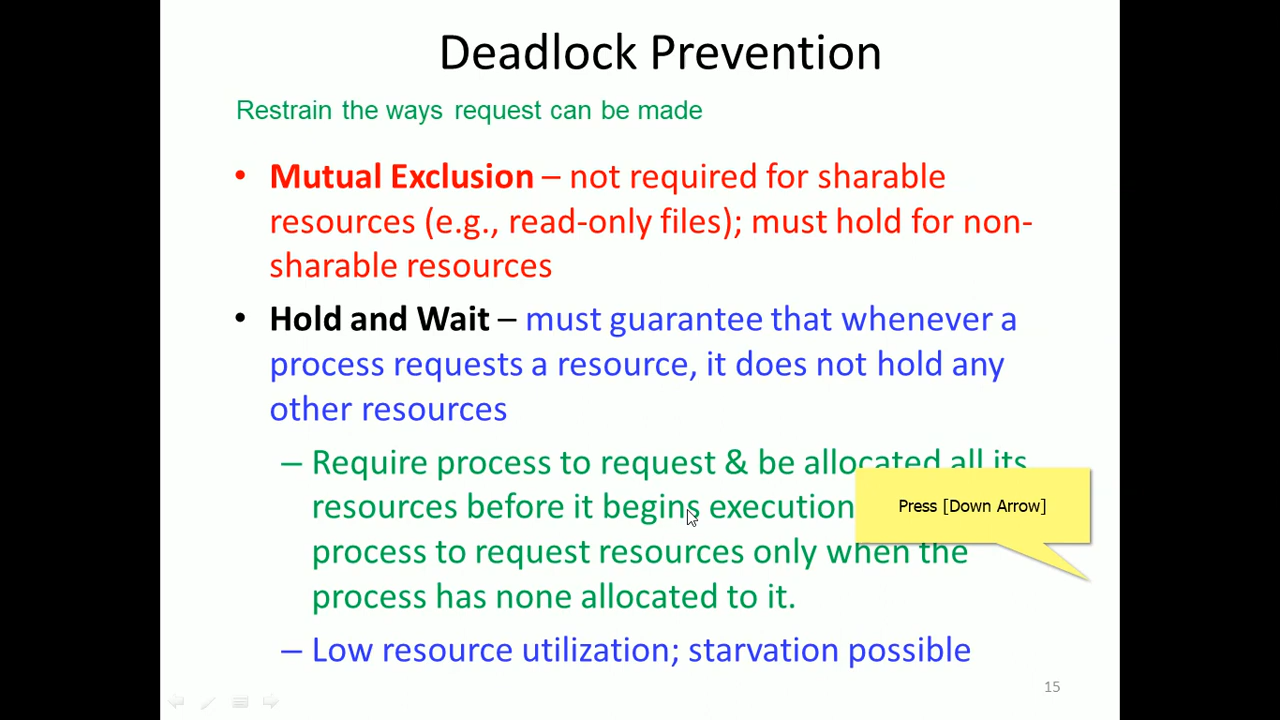 Deadlock Prevention
Restrain the ways request can be made
• Mutual Exclusion – not required for sharable
resources (e.g., read-only files); must hold for non-
sharable resources
• Hold and Wait – must guarantee that whenever a
process requests a resource, it does not hold any
other resources
– Require process to request & be allocated all its
resources before it begins execution
Press [Down Arrow]
process to request resources only when the
process has none allocated to it.
– Low resource utilization; starvation possible
15